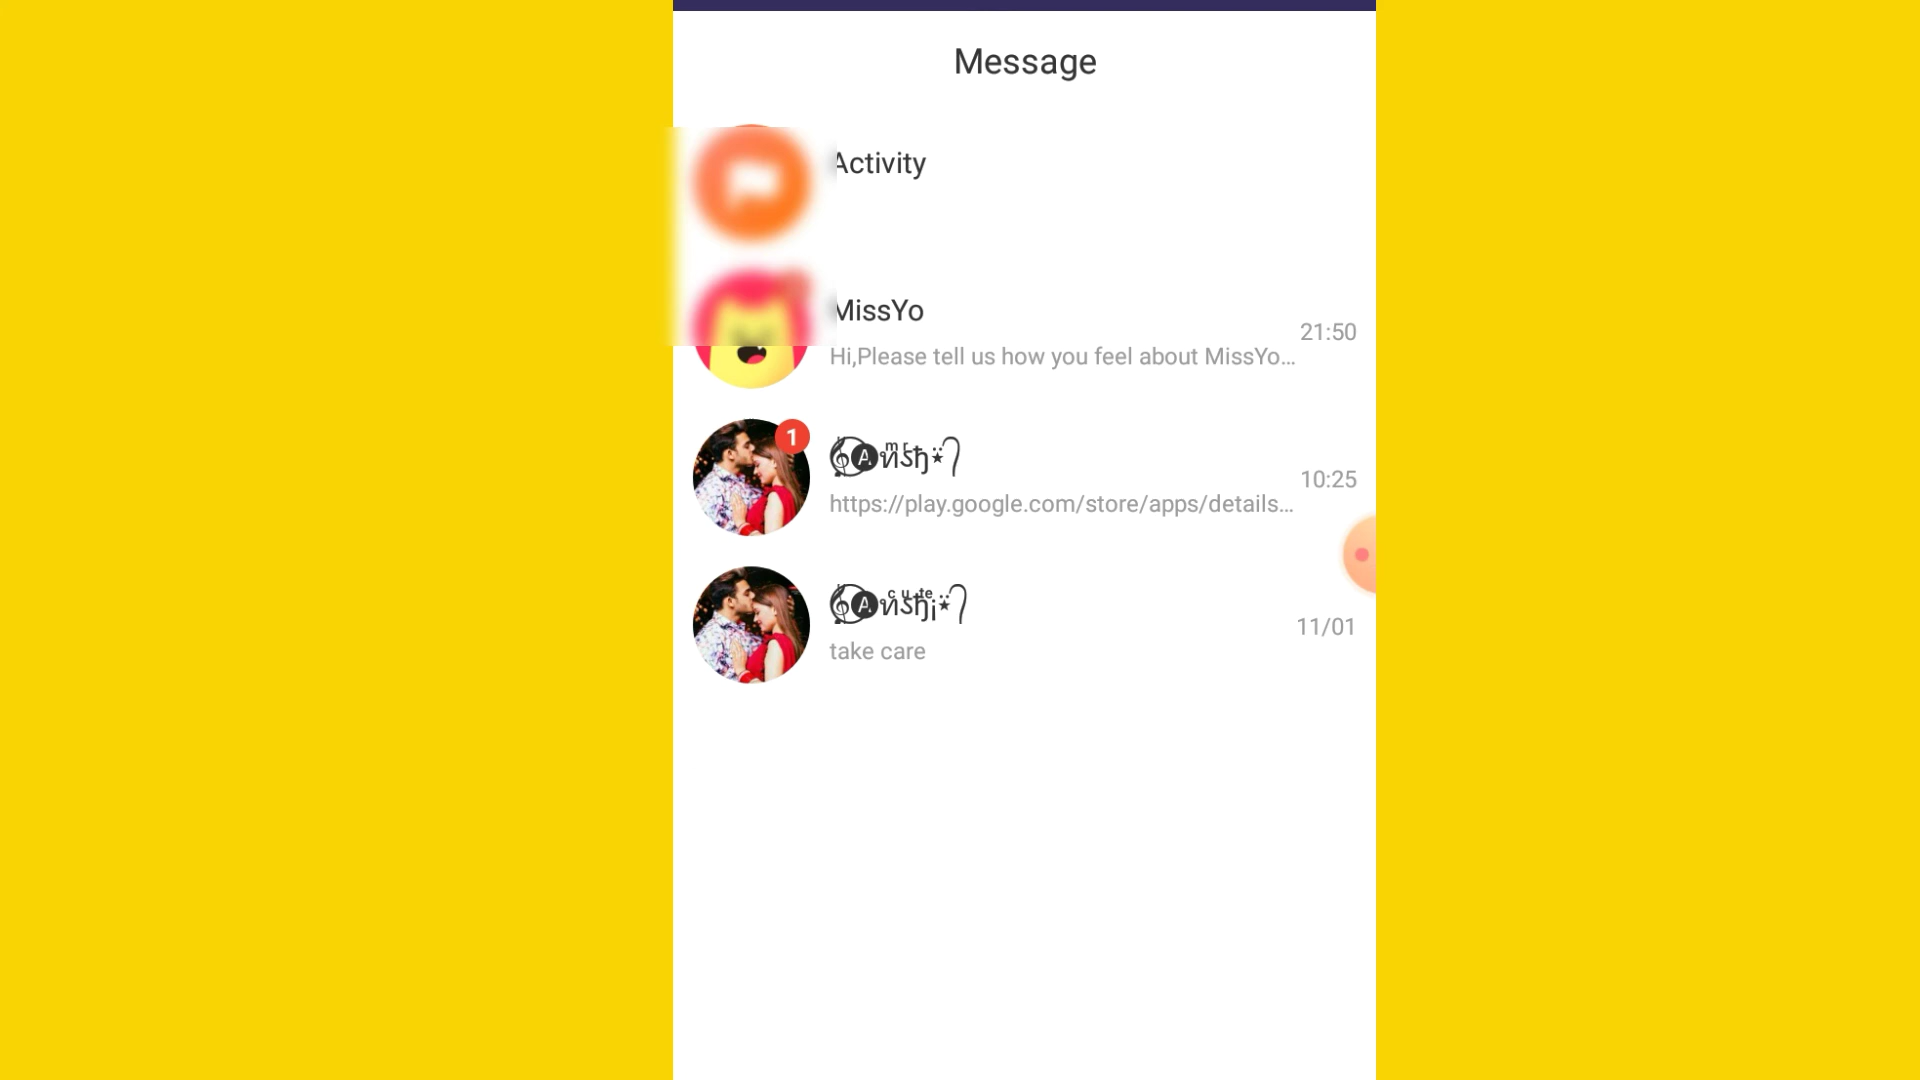 Message
Activity
MissYo
21:50
Hi,Please tell us how you feel about MissYo...
1
10:25
https://play.google.com/store/apps/details...
11/01
take care